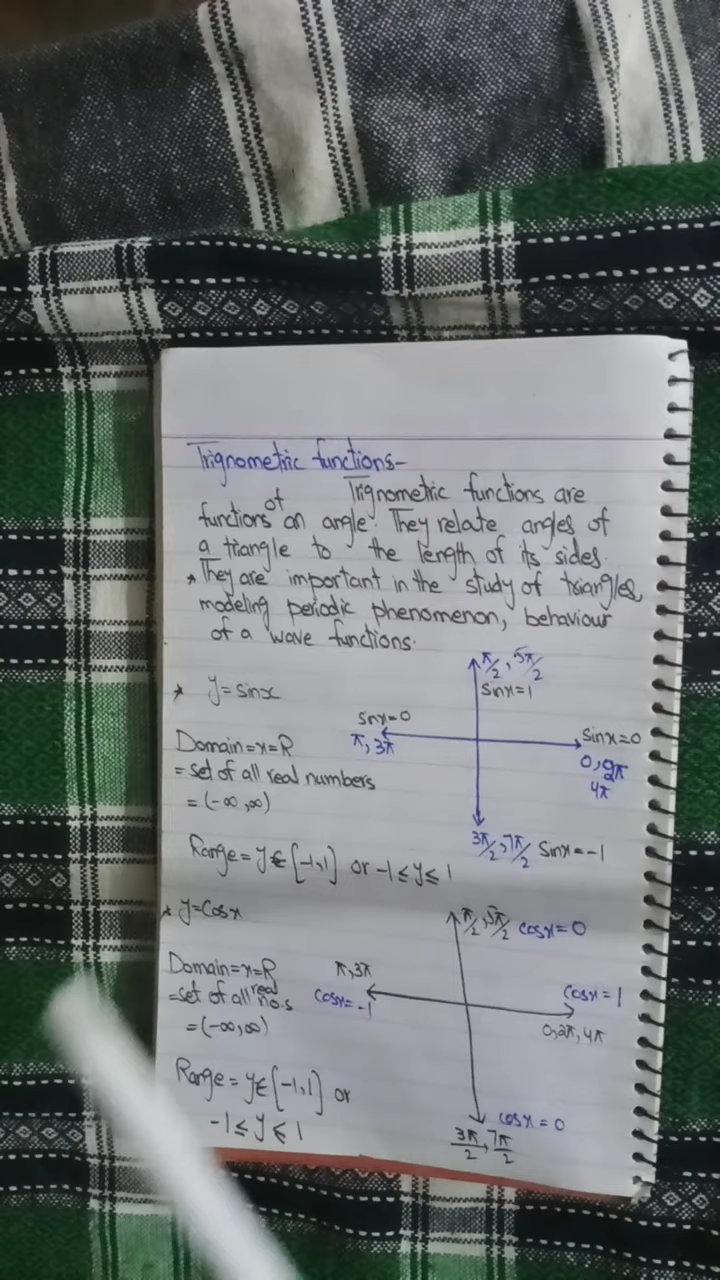 Trignometric functions-
Trignometric functions are
functions of an angle. They relate angles of
a triangle to the length of its sides.
* They are important in the study of triangles,
modeling periodic phenomenon, behaviour
of a wave functions.
π/2, 5π/2
* y=sinx
sinx=1
sinx=0
π, 3π
sinx=0
0, 2π
4π
Domain=x=R
= set of all real numbers
= (-∞,∞)
3π/2, 7π/2 sinx=-1
Range=y∈[-1,1] or -1≤y≤1
* y=cosx
π/2, 5π/2 cosx=0
Domain=x=R
=set of all real no.s
=(-∞,∞)
π, 3π
cosx=-1
cosx=1
0,2π, 4π
Range=y∈[-1,1] or
-1≤y≤1
cosx=0
3π/2, 7π/2